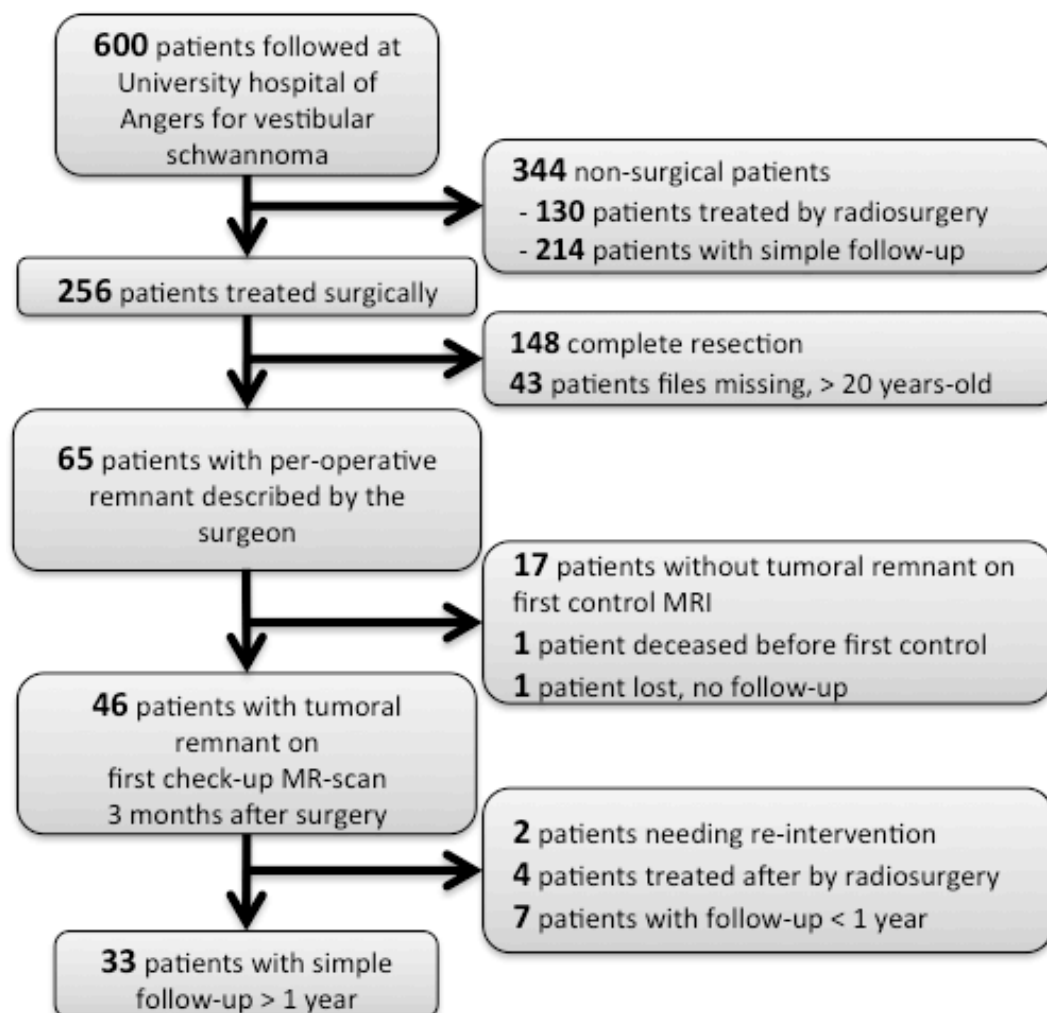 600 patients followed at
University hospital of
Angers for vestibular
schwannoma
344 non-surgical patients
- 130 patients treated by radiosurgery
- 214 patients with simple follow-up
256 patients treated surgically
148 complete resection
43 patients files missing, > 20 years-old
65 patients with per-operative
remnant described by the
surgeon
17 patients without tumoral remnant on
first control MRI
1 patient deceased before first control
1 patient lost, no follow-up
46 patients with tumoral
remnant on
first check-up MR-scan
3 months after surgery
2 patients needing re-intervention
4 patients treated after by radiosurgery
7 patients with follow-up < 1 year
33 patients with simple
follow-up > 1 year